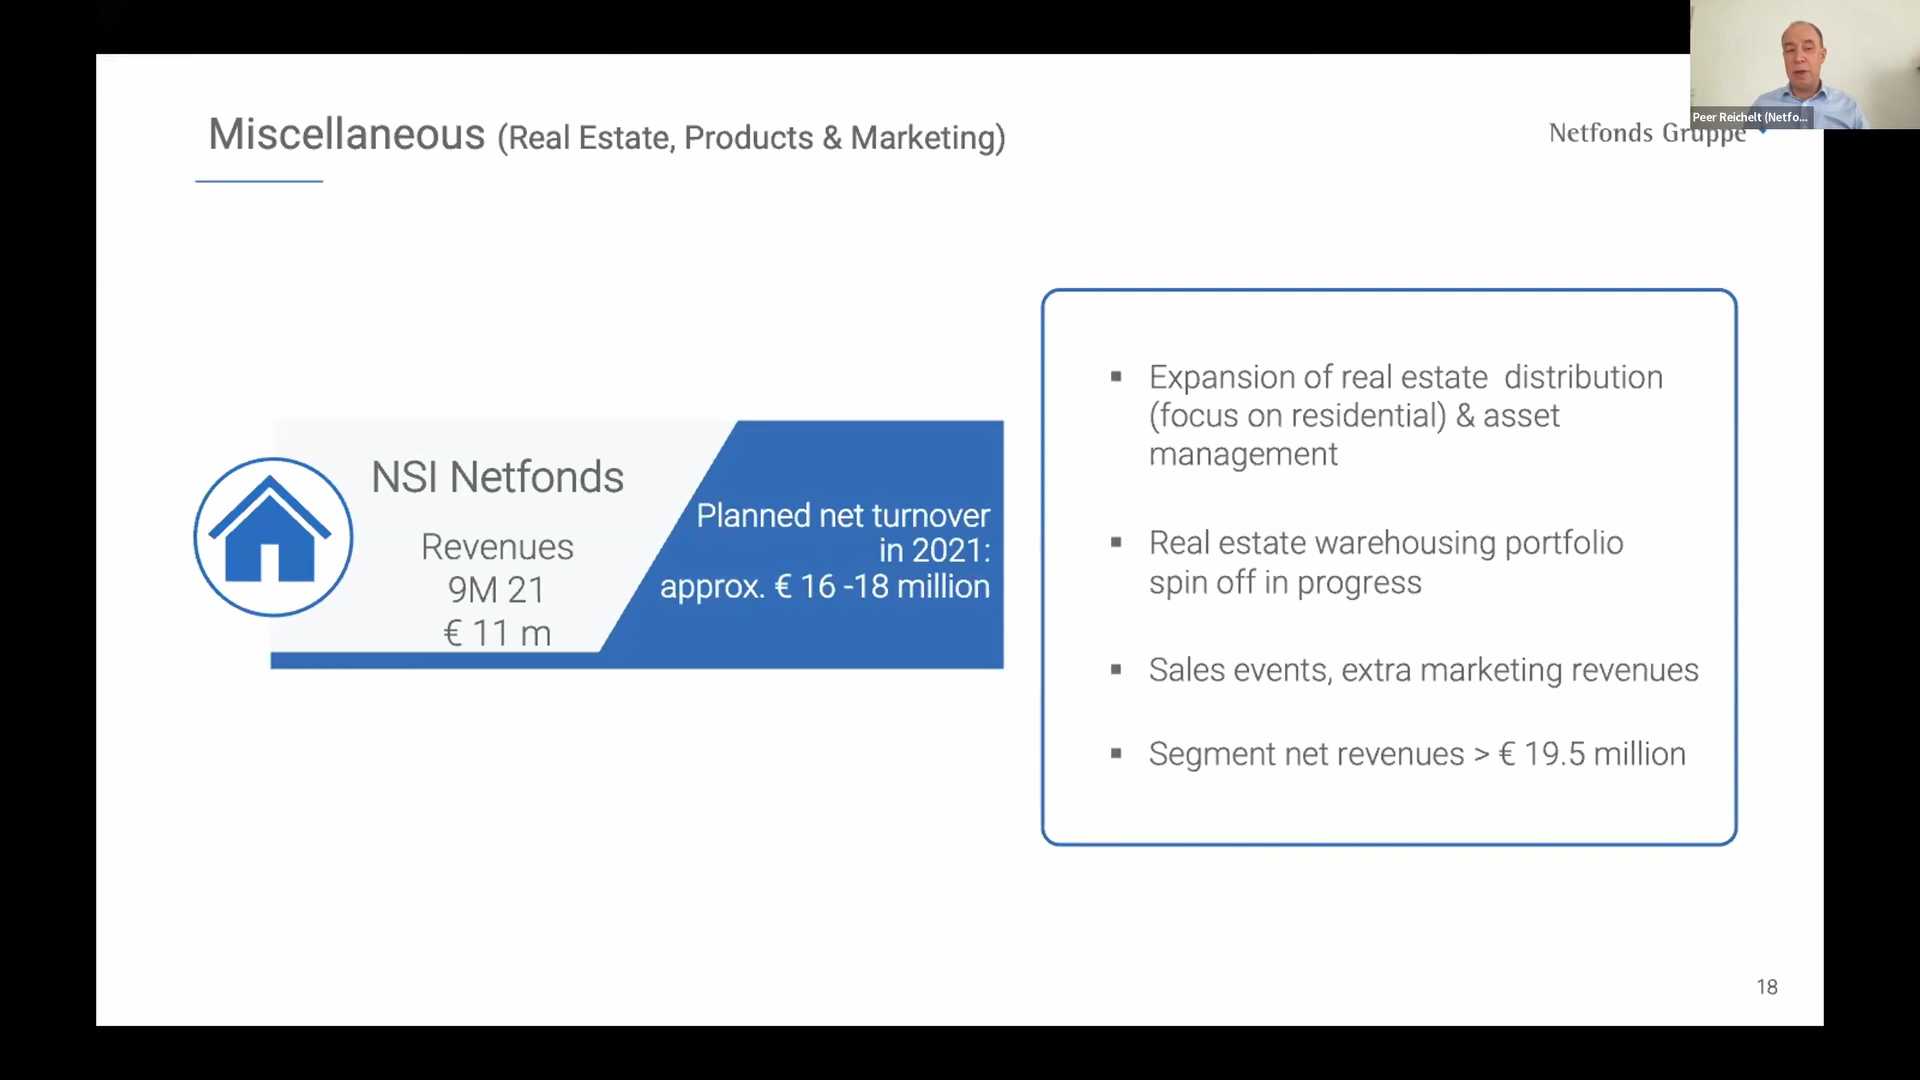 Miscellaneous (Real Estate, Products & Marketing)
Netfonds Gruppe
Peer Reichelt (Netfo...
NSI Netfonds
Revenues
9M 21
€ 11 m
Planned net turnover
in 2021:
approx. € 16 -18 million
▪ Expansion of real estate distribution
(focus on residential) & asset
management
▪ Real estate warehousing portfolio
spin off in progress
▪ Sales events, extra marketing revenues
▪ Segment net revenues > € 19.5 million
18